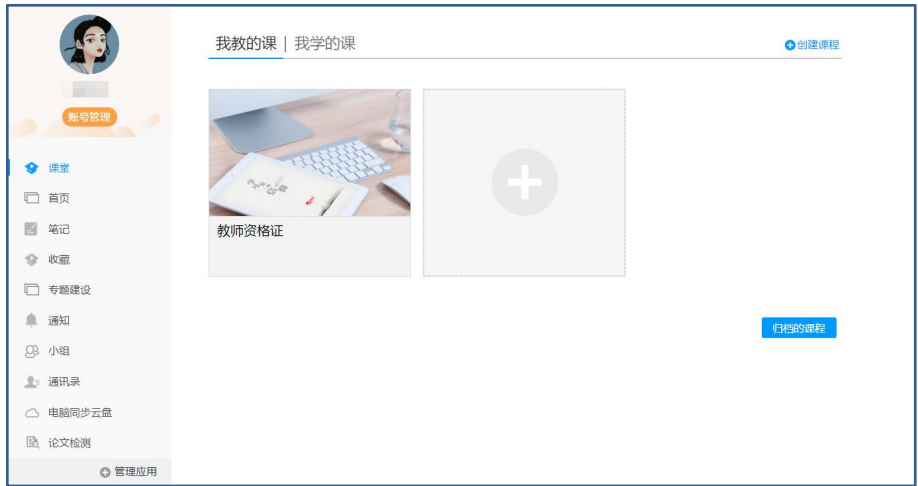 账号管理
课堂
首页
笔记
收藏
专题建设
通知
小组
通讯录
电脑同步云盘
论文检测
管理应用
我教的课 | 我学的课
创建课程
教师资格证
归档的课程